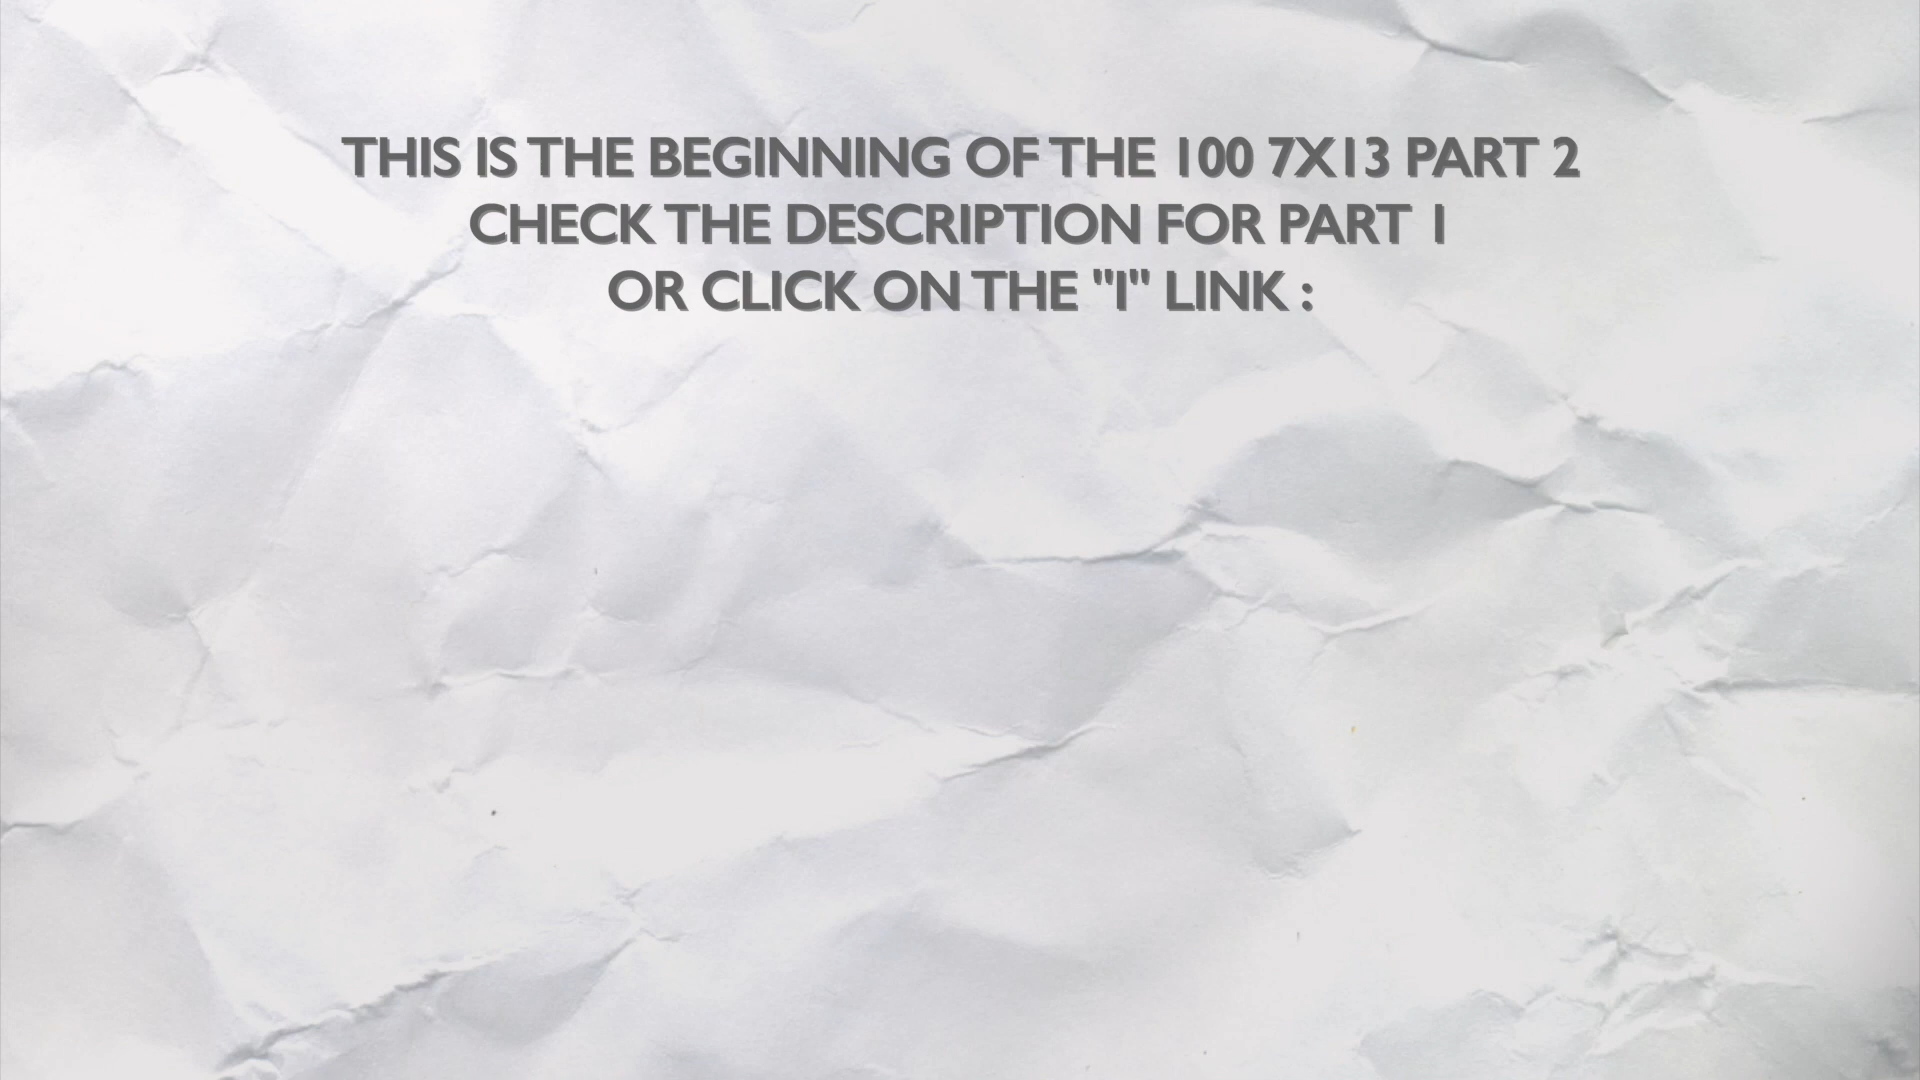 THIS IS THE BEGINNING OF THE 100 7X13 PART 2
CHECK THE DESCRIPTION FOR PART 1
OR CLICK ON THE "I" LINK :